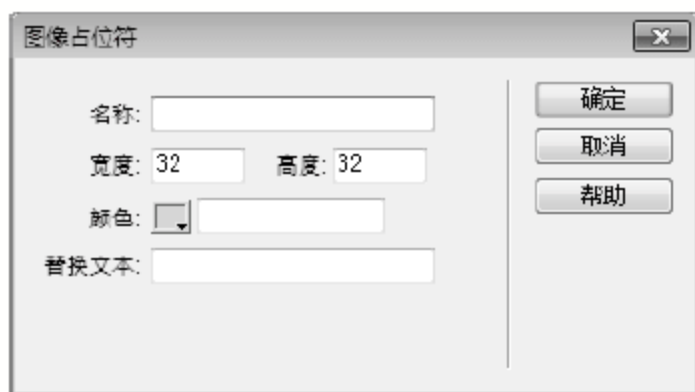 图像占位符
名称:
宽度: 32 高度: 32
颜色:
替换文本:
确定
取消
帮助